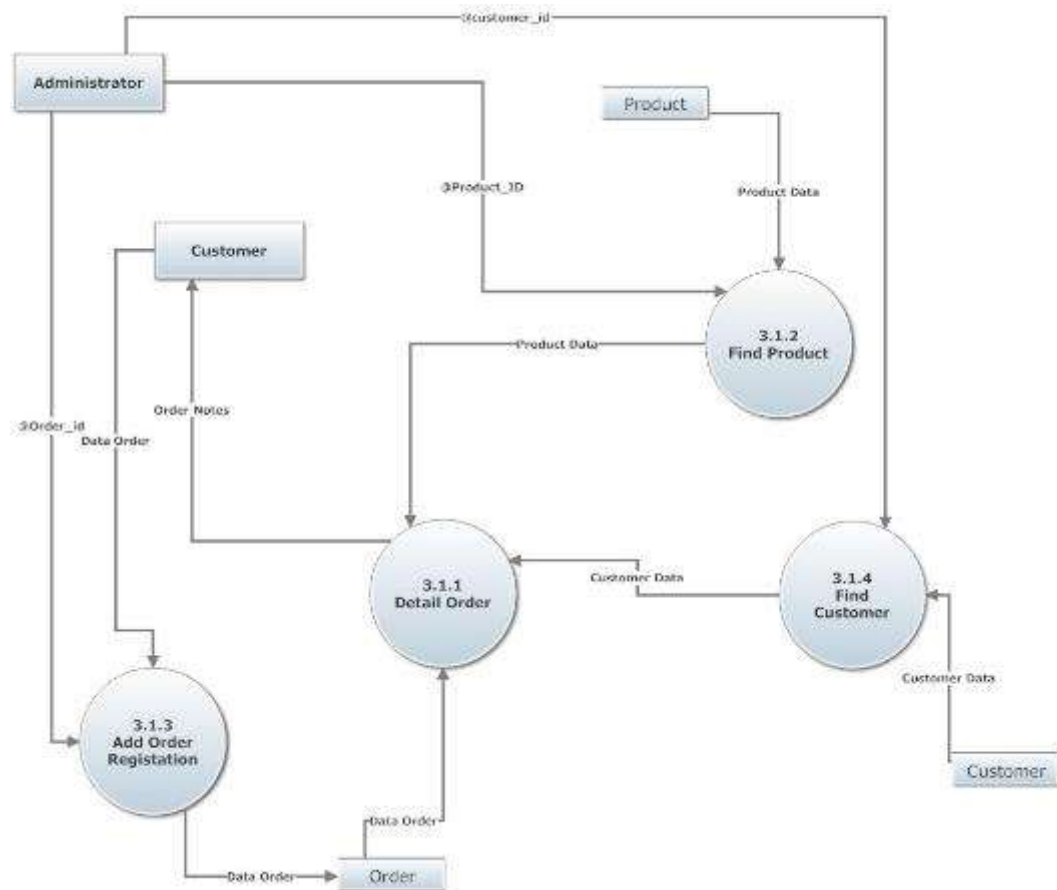 @customer_id
Administrator
Product
@Product_ID
Product Data
Customer
3.1.2
Find Product
Product Data
Order Notes
@Order_id
Data Order
3.1.1
Detail Order
Customer Data
3.1.4
Find
Customer
Customer Data
3.1.3
Add Order
Registation
Customer
Data Order
Data Order
Order